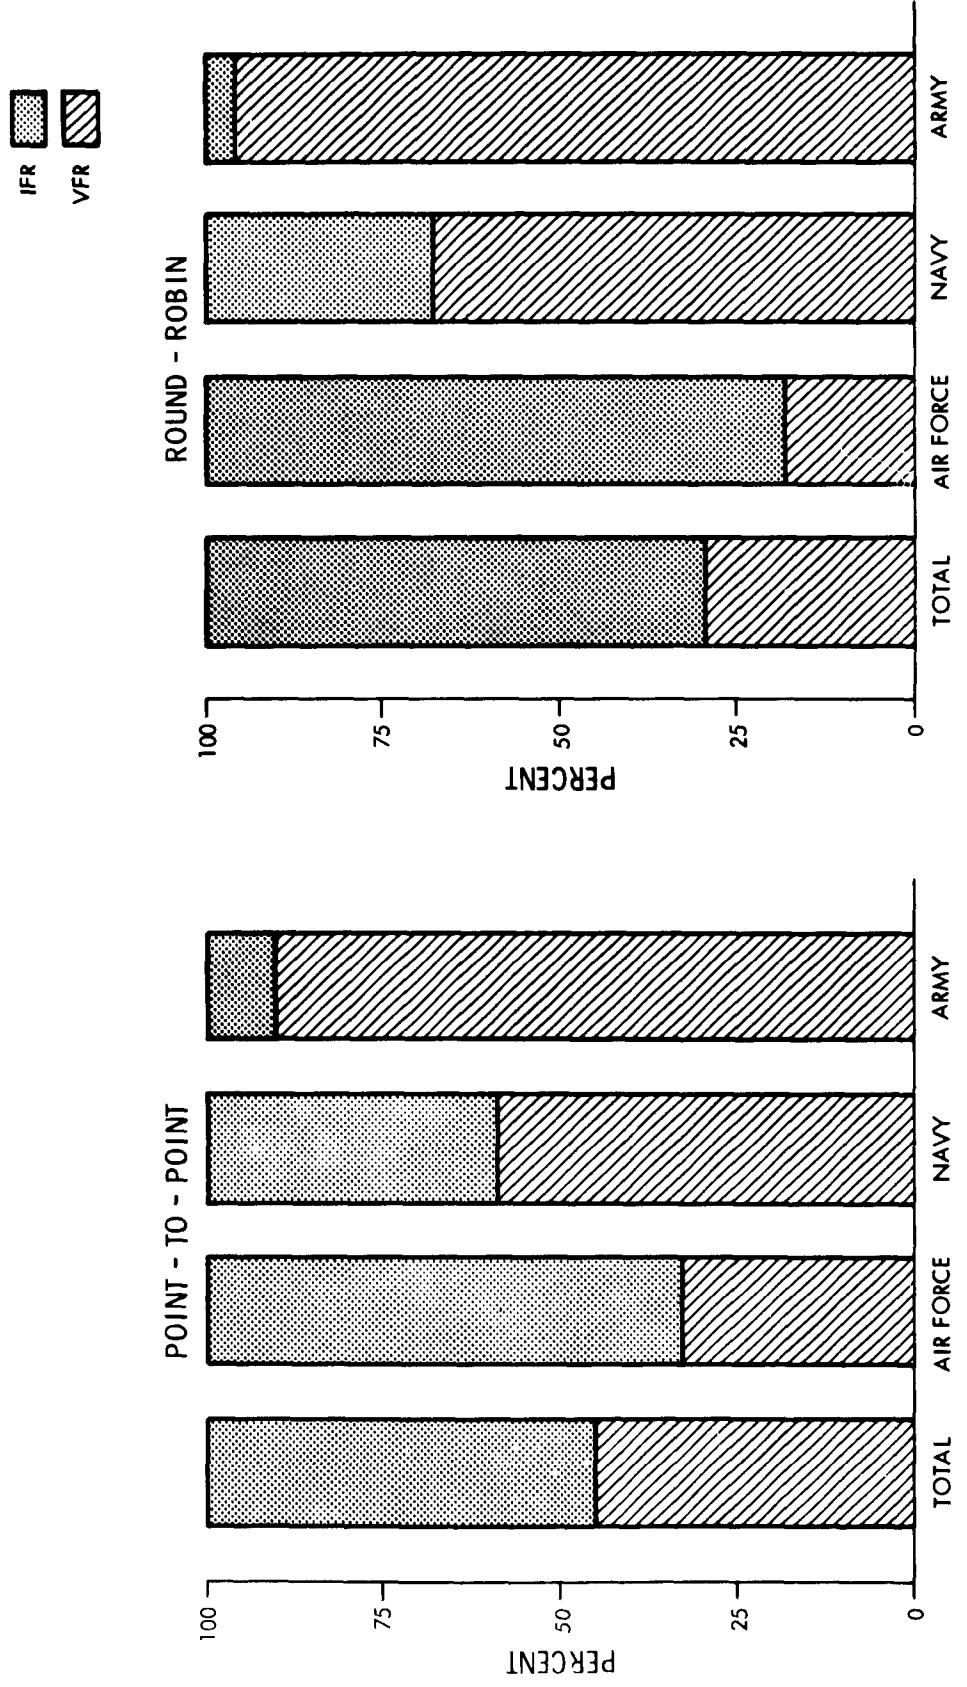 IFR
VFR
POINT - TO - POINT
PERCENT
100
75
50
25
0
TOTAL
AIR FORCE
NAVY
ARMY
ROUND - ROBIN
PERCENT
100
75
50
25
0
TOTAL
AIR FORCE
NAVY
ARMY